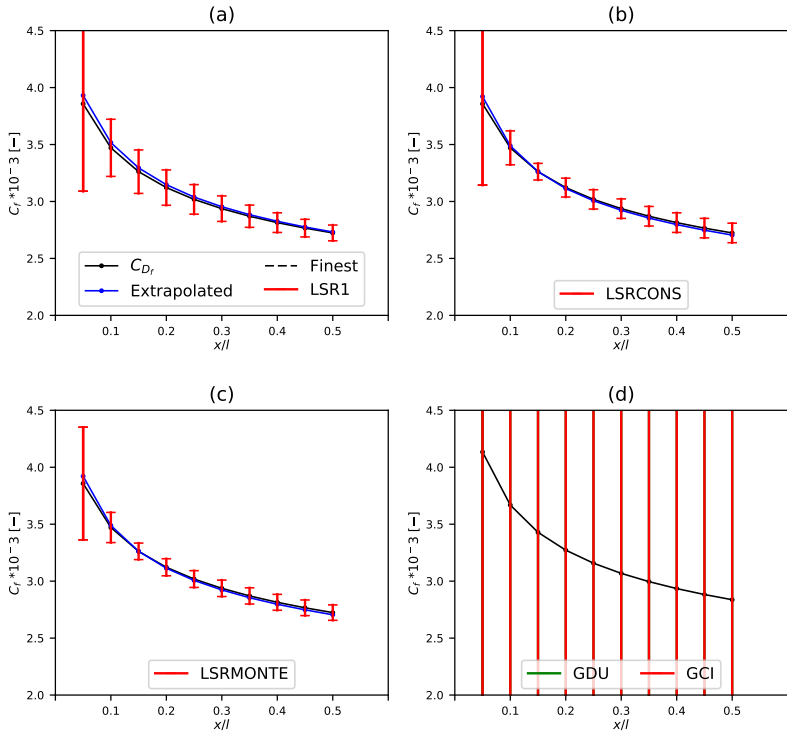 (a) (b)
4.5 4.5
4.0 4.0
3.5 3.5
C_f *10^−3 [−] C_f *10^−3 [−]
3.0 3.0
2.5 2.5
C_{D_r} Finest
Extrapolated LSR1 LSRCONS
2.0 2.0
0.1 0.2 0.3 0.4 0.5 0.1 0.2 0.3 0.4 0.5
x/l x/l
(c) (d)
4.5 4.5
4.0 4.0
3.5 3.5
C_f *10^−3 [−] C_f *10^−3 [−]
3.0 3.0
2.5 2.5
LSRMONTE GDU GCI
2.0 2.0
0.1 0.2 0.3 0.4 0.5 0.1 0.2 0.3 0.4 0.5
x/l x/l